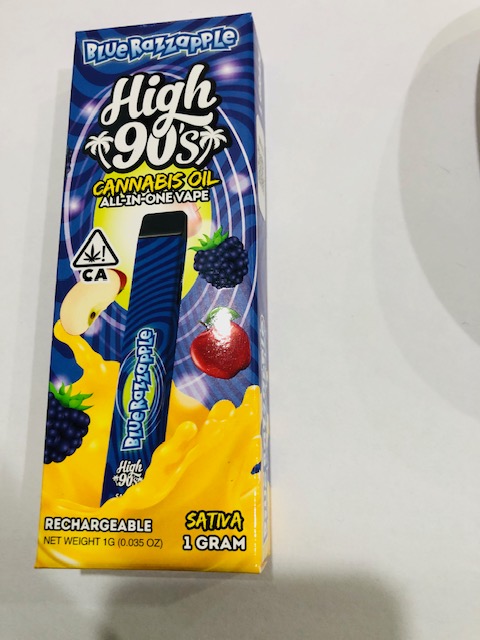 BLUERAZZAPPLE
High
90's
CANNABIS OIL
ALL-IN-ONE VAPE
CA
BLUERAZZAPPLE
High
90's
RECHARGEABLE
NET WEIGHT 1G (0.035 OZ)
SATIVA
1 GRAM